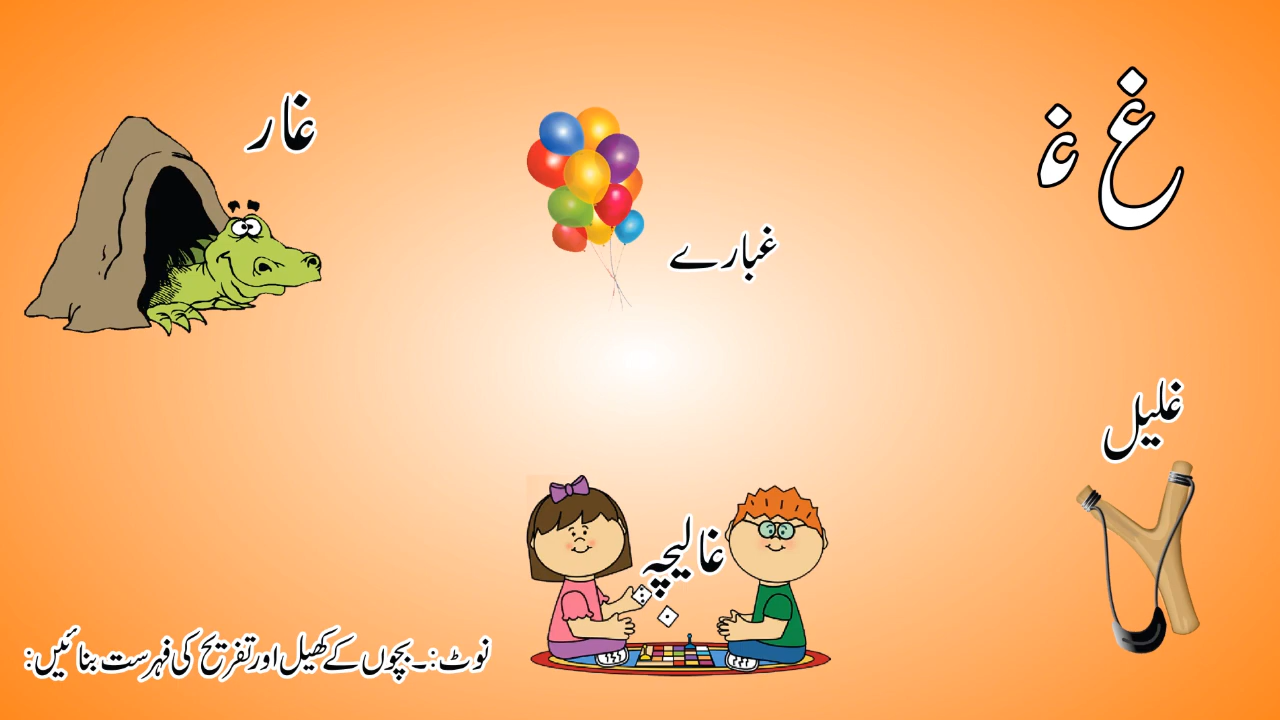 غ غ
غبارے
غار
غلیل
غالیچہ
نوٹ:۔ بچوں کے کھیل اور تفریح کی فہرست بنائیں: